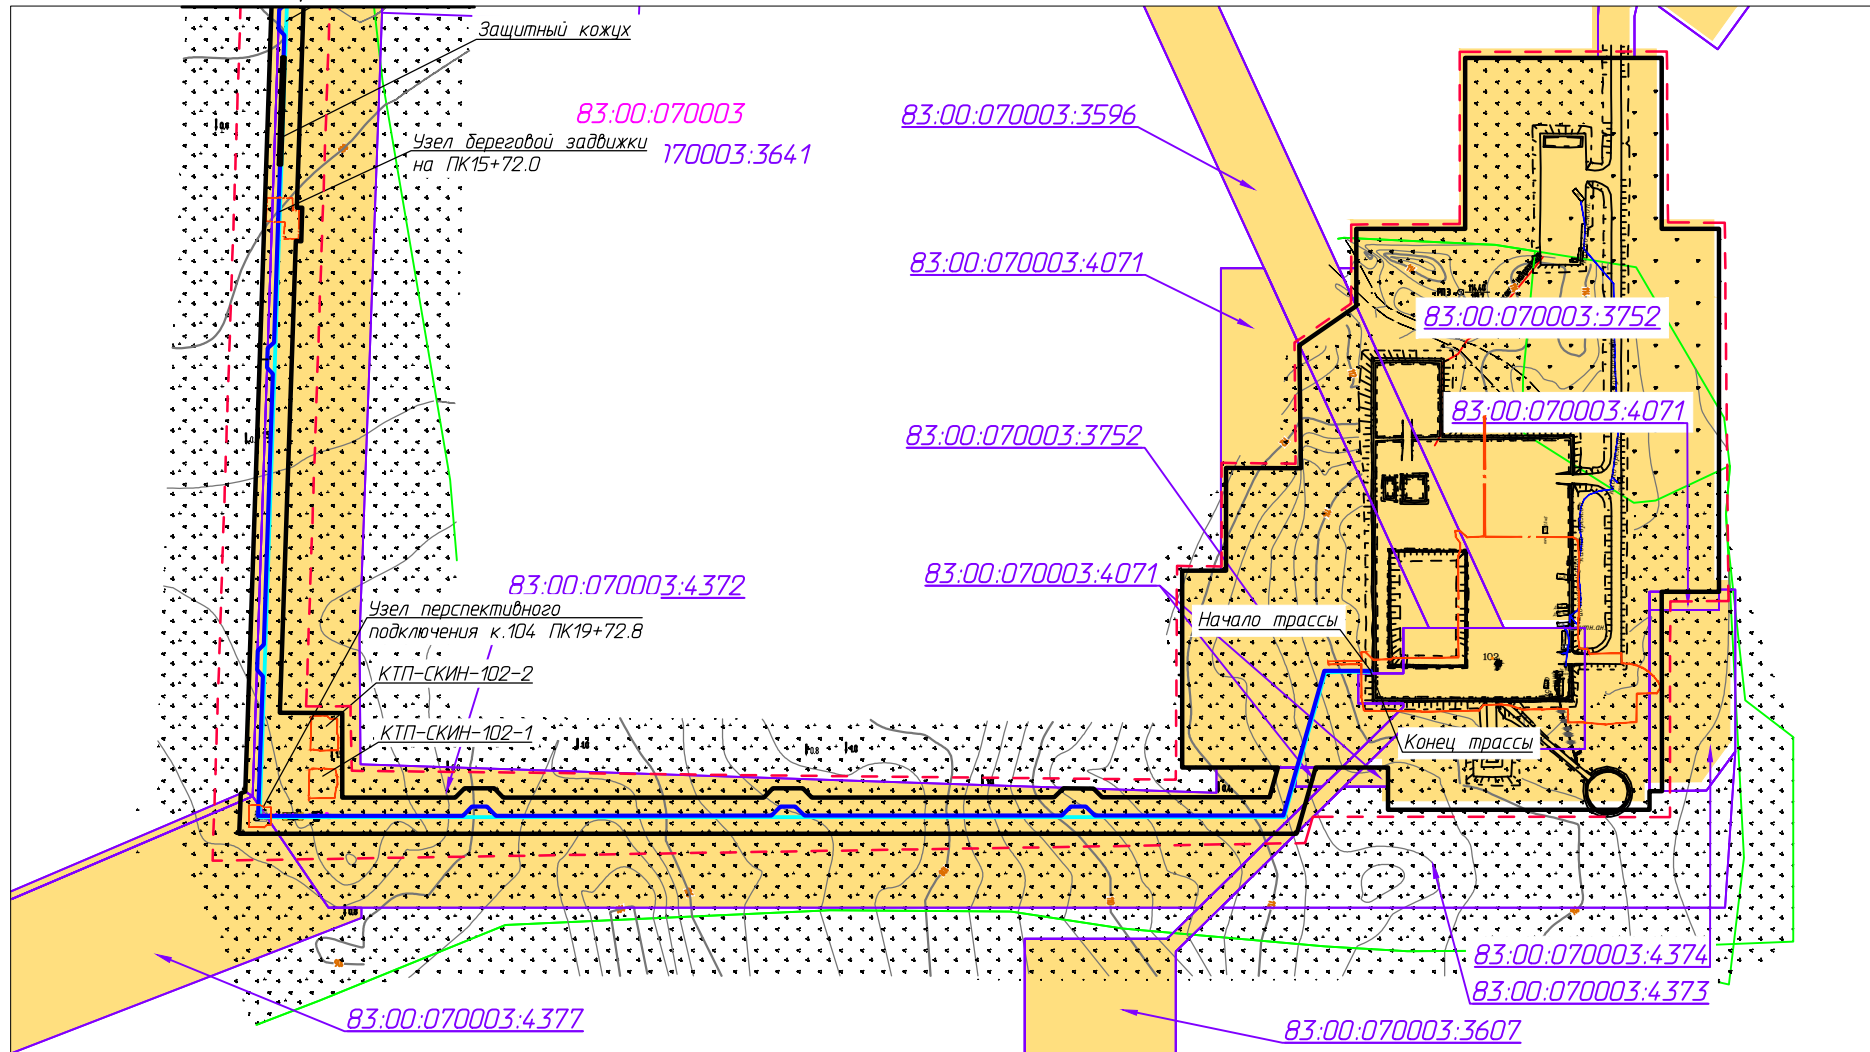 Защитный кожух
83:00:070003
83:00:070003:3596
Узел береговой задвижки
на ПК15+72.0
070003:3641
83:00:070003:4071
83:00:070003:3752
83:00:070003:4071
83:00:070003:3752
83:00:070003:4071
83:00:070003:4372
Узел перспективного
подключения к.104 ПК19+72.8
Начало трассы
102
КТП-СКИН-102-2
КТП-СКИН-102-1
Конец трассы
83:00:070003:4374
83:00:070003:4373
83:00:070003:4377
83:00:070003:3607